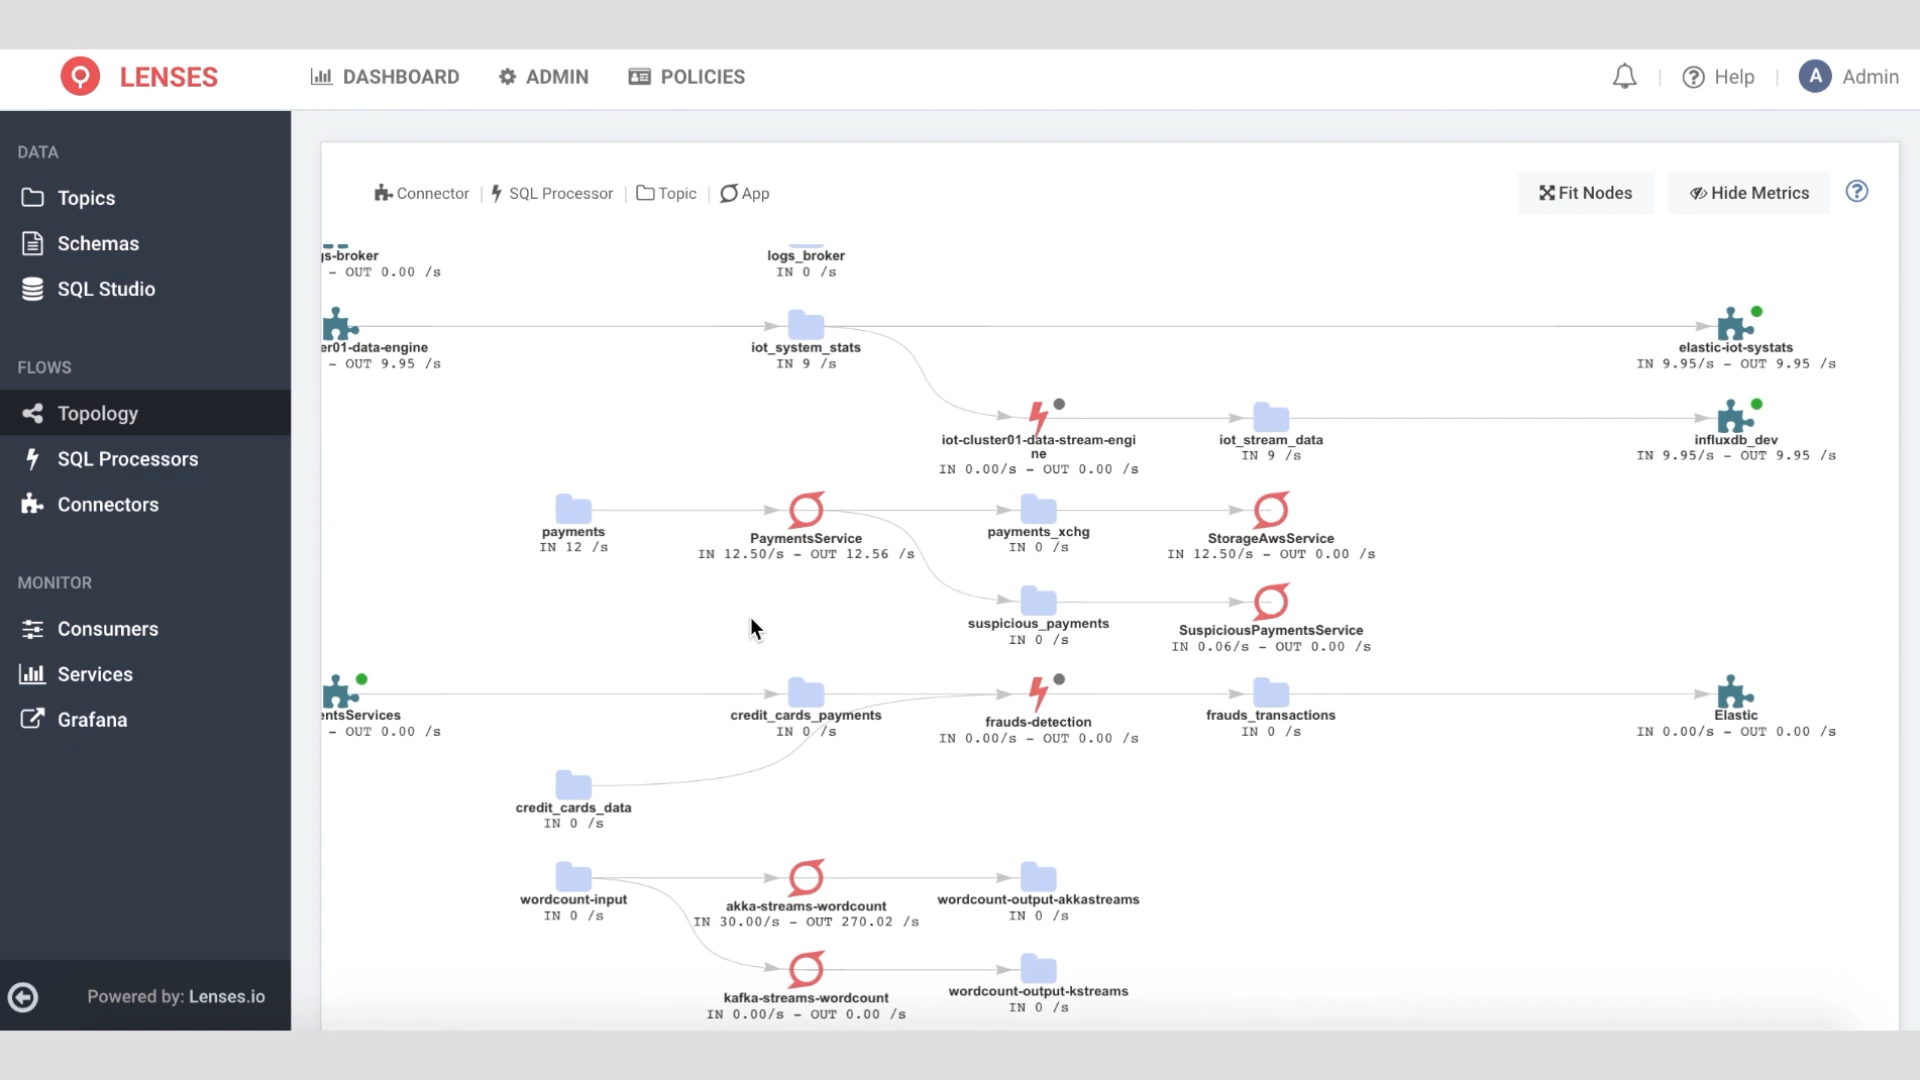 LENSES
DASHBOARD
ADMIN
POLICIES
Help
A
Admin
DATA
Topics
Schemas
SQL Studio
FLOWS
Topology
SQL Processors
Connectors
MONITOR
Consumers
Services
Grafana
Powered by: Lenses.io
Connector | SQL Processor | Topic | App
Fit Nodes
Hide Metrics
gs-broker
- OUT 0.00 /s
logs_broker
IN 0 /s
er01-data-engine
- OUT 9.95 /s
iot_system_stats
IN 9 /s
elastic-iot-systats
IN 9.95/s - OUT 9.95 /s
iot-cluster01-data-stream-engi
ne
IN 0.00/s - OUT 0.00 /s
iot_stream_data
IN 9 /s
influxdb_dev
IN 9.95/s - OUT 9.95 /s
payments
IN 12 /s
PaymentsService
IN 12.50/s - OUT 12.56 /s
payments_xchg
IN 0 /s
StorageAwsService
IN 12.50/s - OUT 0.00 /s
suspicious_payments
IN 0 /s
SuspiciousPaymentsService
IN 0.06/s - OUT 0.00 /s
entsServices
- OUT 0.00 /s
credit_cards_payments
IN 0 /s
frauds-detection
IN 0.00/s - OUT 0.00 /s
frauds_transactions
IN 0 /s
Elastic
IN 0.00/s - OUT 0.00 /s
credit_cards_data
IN 0 /s
wordcount-input
IN 0 /s
akka-streams-wordcount
IN 30.00/s - OUT 270.02 /s
wordcount-output-akkastreams
IN 0 /s
kafka-streams-wordcount
IN 0.00/s - OUT 0.00 /s
wordcount-output-kstreams
IN 0 /s